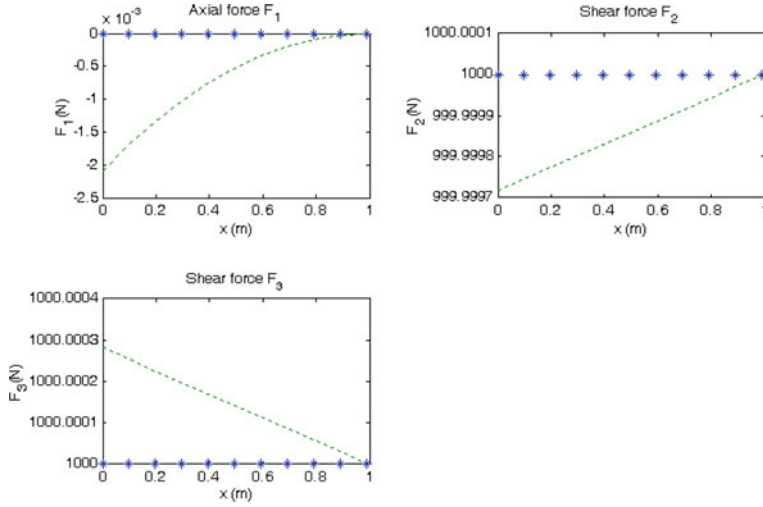 Axial force F₁
x 10⁻³
0
-0.5
-1
-1.5
-2
-2.5
F₁(N)
0 0.2 0.4 0.6 0.8 1
x (m)
Shear force F₂
1000.0001
1000
999.9999
999.9998
999.9997
F₂(N)
0 0.2 0.4 0.6 0.8 1
x (m)
Shear force F₃
1000.0004
1000.0003
1000.0002
1000.0001
1000
F₃(N)
0 0.2 0.4 0.6 0.8 1
x (m)